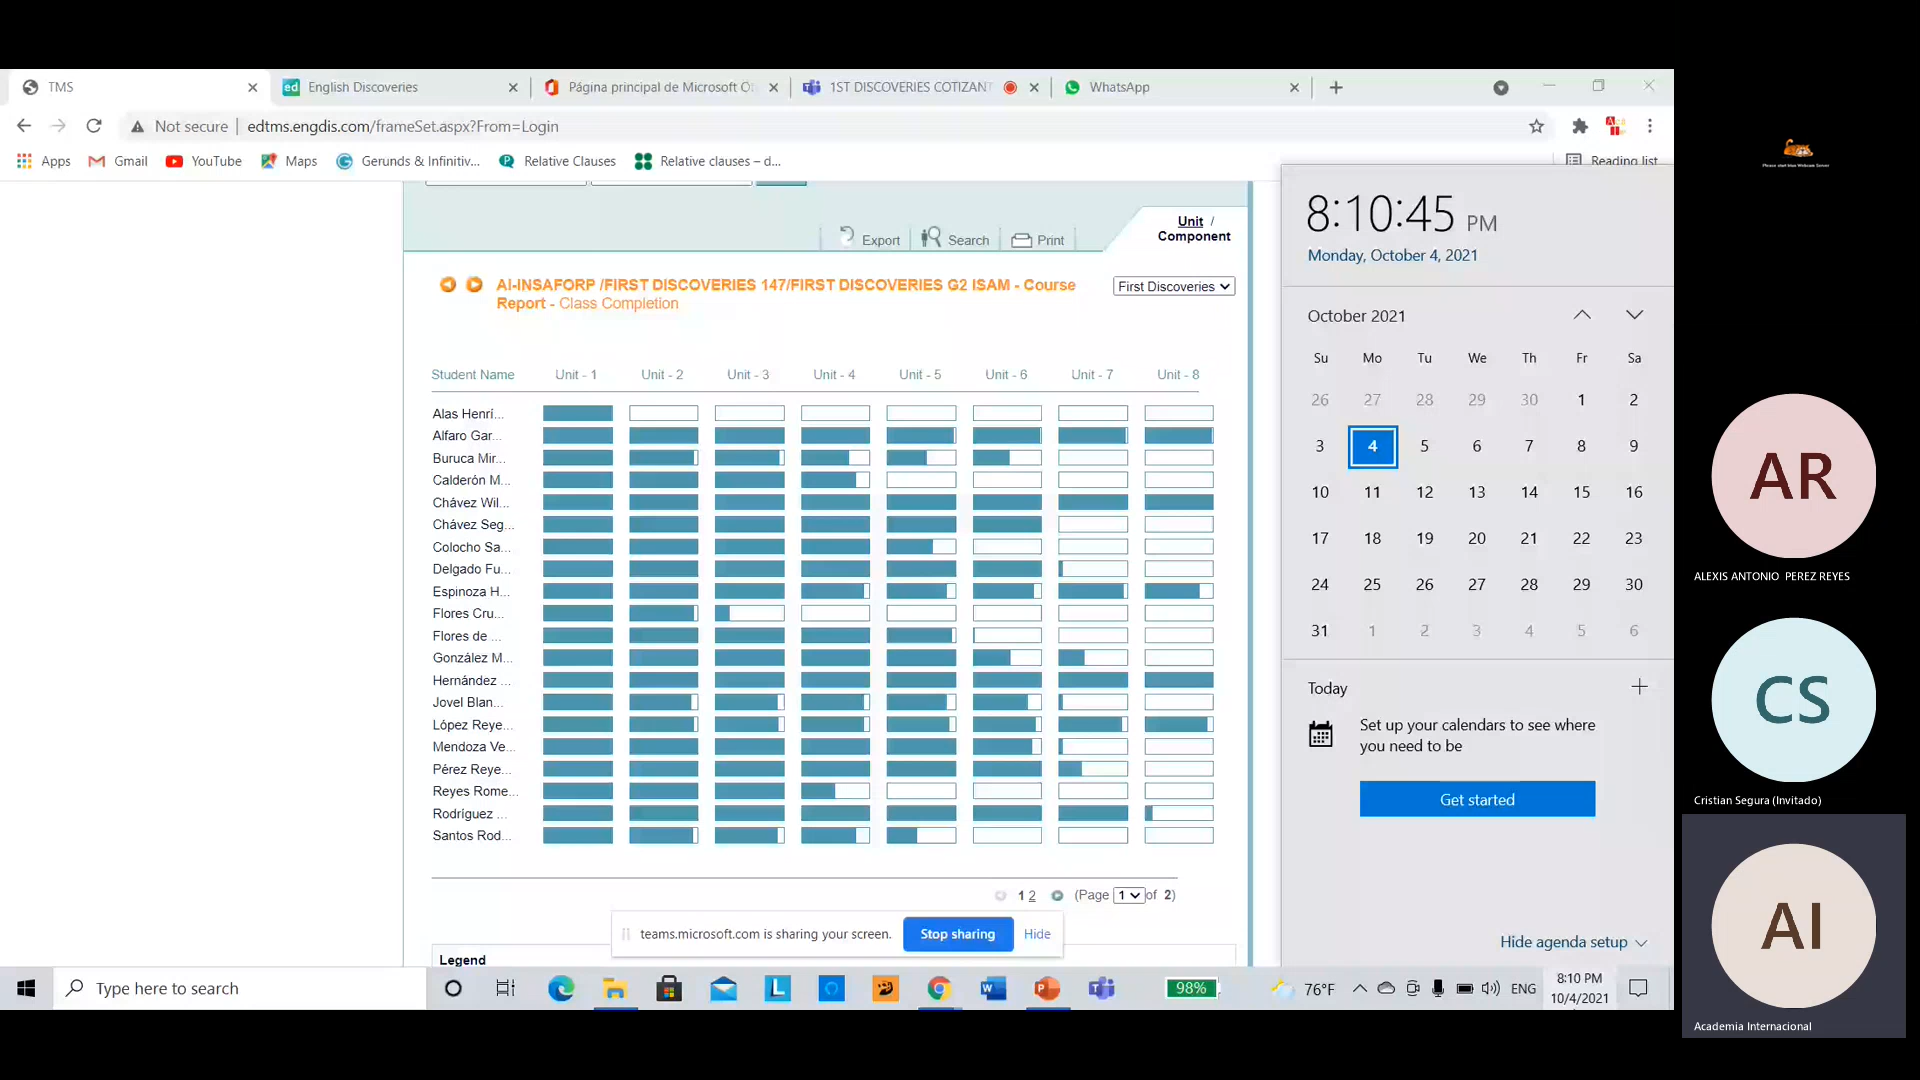 TMS
English Discoveries
Página principal de Microsoft O
1ST DISCOVERIES COTIZANT
WhatsApp
Not secure
edtms.engdis.com/frameSet.aspx?From=Login
Apps
Gmail
YouTube
Maps
Gerunds & Infinitiv...
Relative Clauses
Relative clauses – d...
Reading list
Export
Search
Print
Unit /
Component
AI-INSAFORP /FIRST DISCOVERIES 147/FIRST DISCOVERIES G2 ISAM - Course
Report - Class Completion
First Discoveries
Student Name Unit - 1 Unit - 2 Unit - 3 Unit - 4 Unit - 5 Unit - 6 Unit - 7 Unit - 8
Alas Henrí...
Alfaro Gar...
Buruca Mir...
Calderón M...
Chávez Wil...
Chávez Seg...
Colocho Sa...
Delgado Fu...
Espinoza H...
Flores Cru...
Flores de ...
González M...
Hernández ...
Jovel Blan...
López Reye...
Mendoza Ve...
Pérez Reye...
Reyes Rome...
Rodríguez ...
Santos Rod...
1 2 (Page 1 of 2)
Legend
teams.microsoft.com is sharing your screen.
Stop sharing
Hide
8:10:45 PM
Monday, October 4, 2021
October 2021
Su Mo Tu We Th Fr Sa
26 27 28 29 30 1 2
3 4 5 6 7 8 9
10 11 12 13 14 15 16
17 18 19 20 21 22 23
24 25 26 27 28 29 30
31 1 2 3 4 5 6
Today
Set up your calendars to see where
you need to be
Get started
Hide agenda setup
Type here to search
98%
76°F
ENG
8:10 PM
10/4/2021
Please start Ivcam Webcam Server
AR
ALEXIS ANTONIO PEREZ REYES
CS
Cristian Segura (Invitado)
AI
Academia Internacional